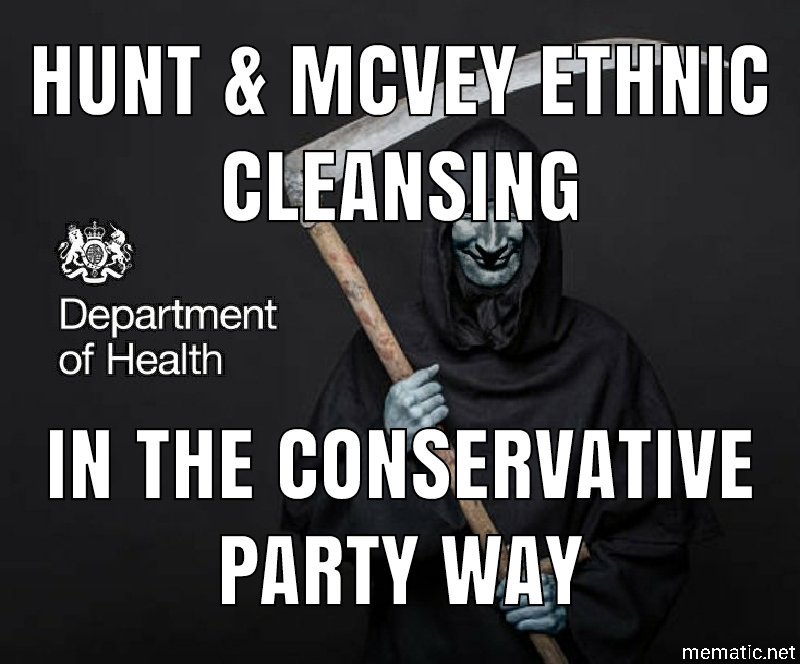 HUNT & MCVEY ETHNIC
CLEANSING
Department
of Health
IN THE CONSERVATIVE
PARTY WAY
mematic.net